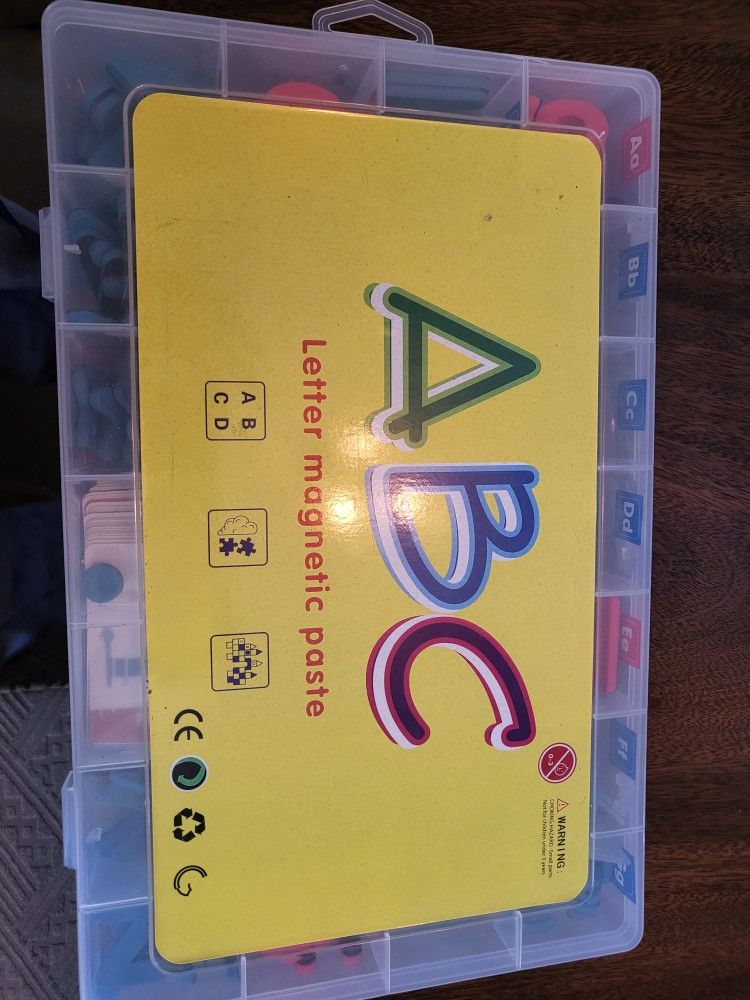 Aa
Bb
Cc
Dd
Ee
Ff
ABC
WARNING:
CHOKING HAZARD-Small parts.
Not for children under 3 years
0-3
Letter magnetic paste
A B
C D
CE